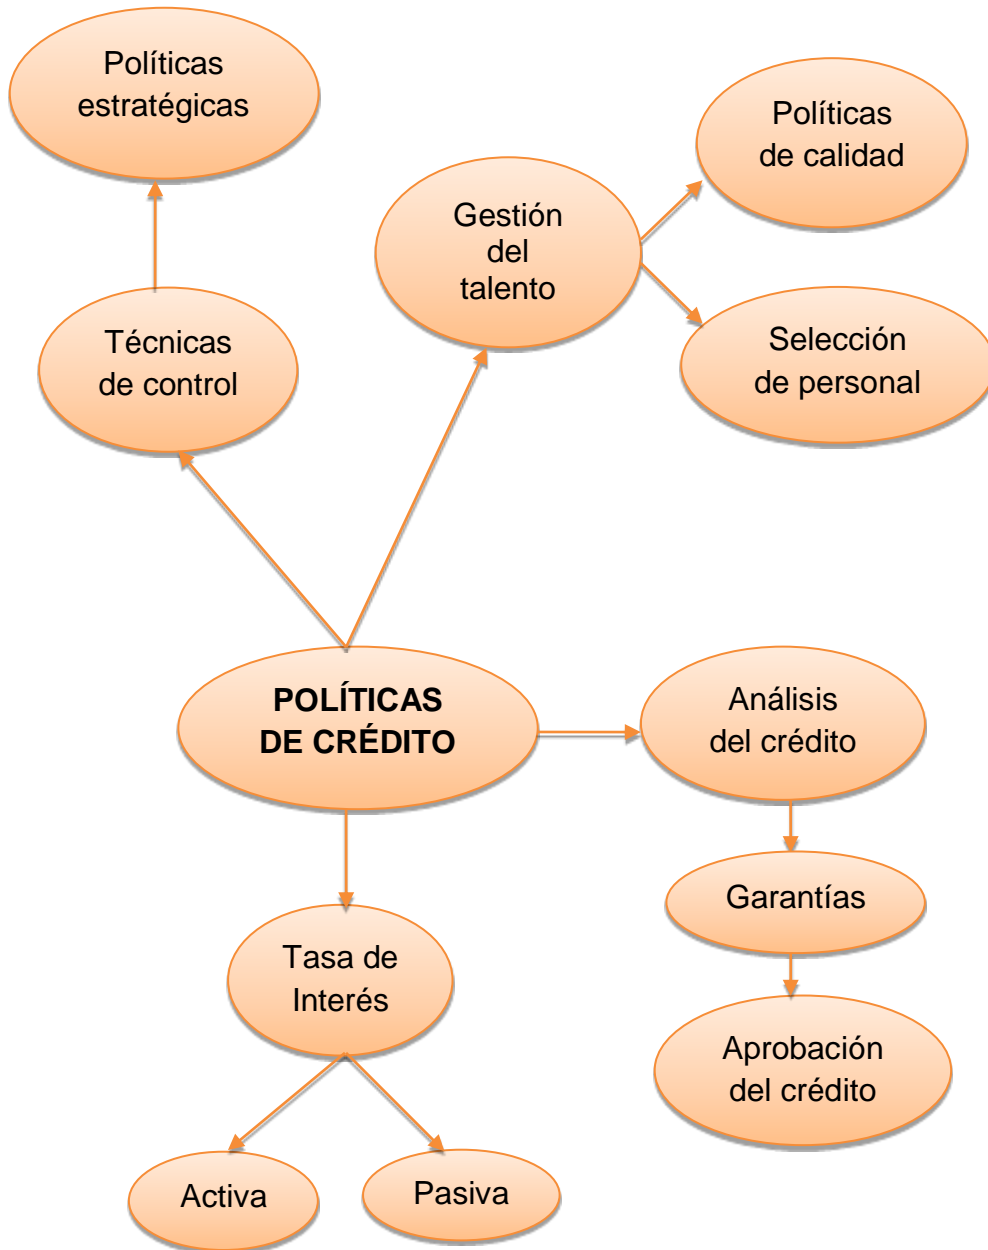 Políticas
estratégicas
Políticas
de calidad
Gestión
del
talento
Técnicas
de control
Selección
de personal
POLÍTICAS
DE CRÉDITO
Análisis
del crédito
Garantías
Tasa de
Interés
Aprobación
del crédito
Activa
Pasiva